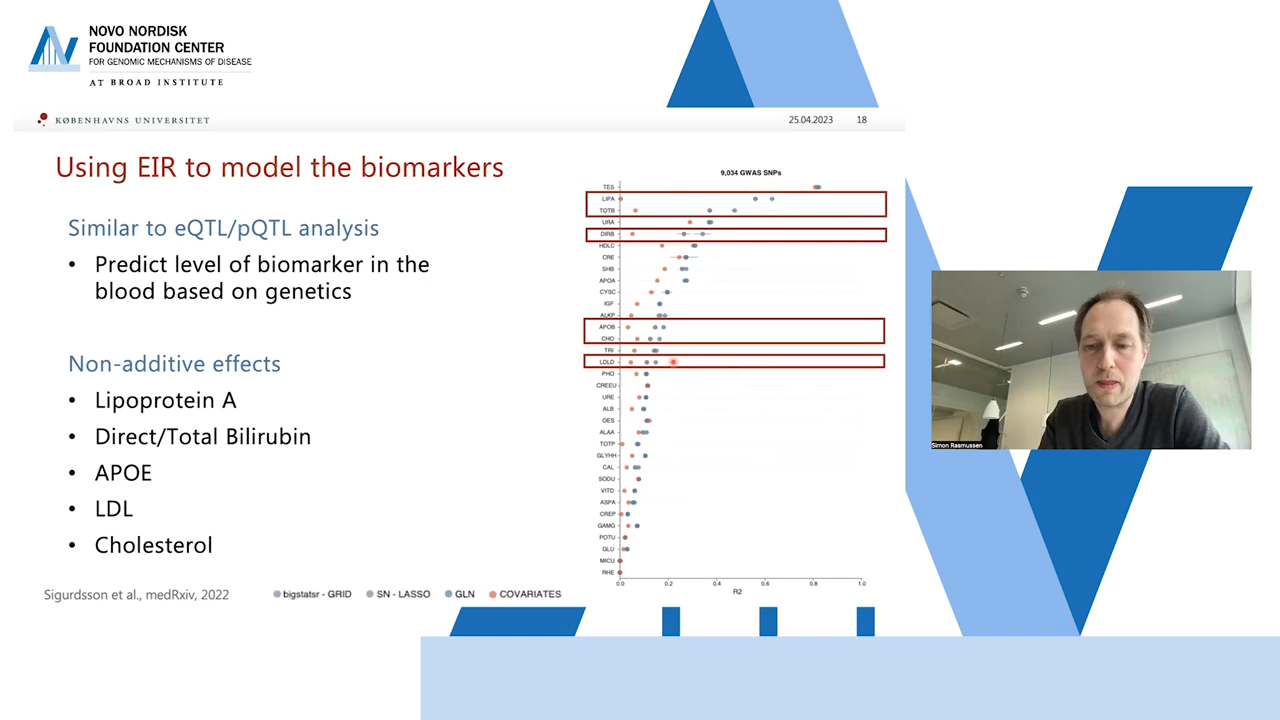 NOVO NORDISK
FOUNDATION CENTER
FOR GENOMIC MECHANISMS OF DISEASE
AT BROAD INSTITUTE
KØBENHAVNS UNIVERSITET
25.04.2023 18
Using EIR to model the biomarkers
Similar to eQTL/pQTL analysis
• Predict level of biomarker in the
blood based on genetics
Non-additive effects
• Lipoprotein A
• Direct/Total Bilirubin
• APOE
• LDL
• Cholesterol
Sigurdsson et al., medRxiv, 2022
bigstatsr - GRID SN - LASSO GLN COVARIATES
9,034 GWAS SNPs
TES
LIPA
TOTB
URA
DIRB
HDLC
CRE
SHB
APOA
CYSC
IGF
ALKP
APOB
CHO
TRI
LDLD
PHO
CREEU
URE
ALB
OES
ALAA
TOTP
GLYHH
CAL
SODU
VITD
ASPA
CREP
GAMG
POTU
GLU
MICU
RHE
0.0 0.2 0.4 0.6 0.8 1.0
R2
Simon Rasmussen